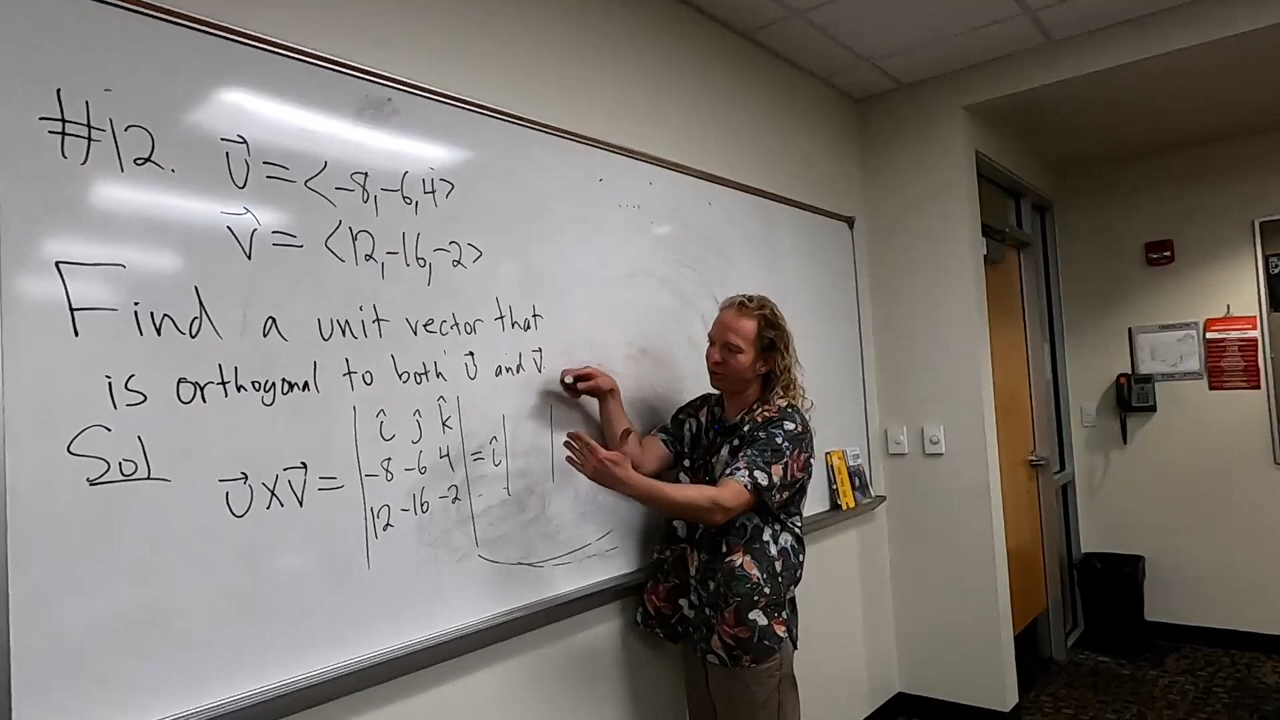 #12. U⃗ = <-8,-6,4>
V⃗ = <12,-16,-2>
Find a unit vector that
is orthogonal to both U⃗ and V⃗.
Sol
î ĵ k̂
U⃗ x V⃗ = | -8 -6 4 | = î | |
12 -16 -2